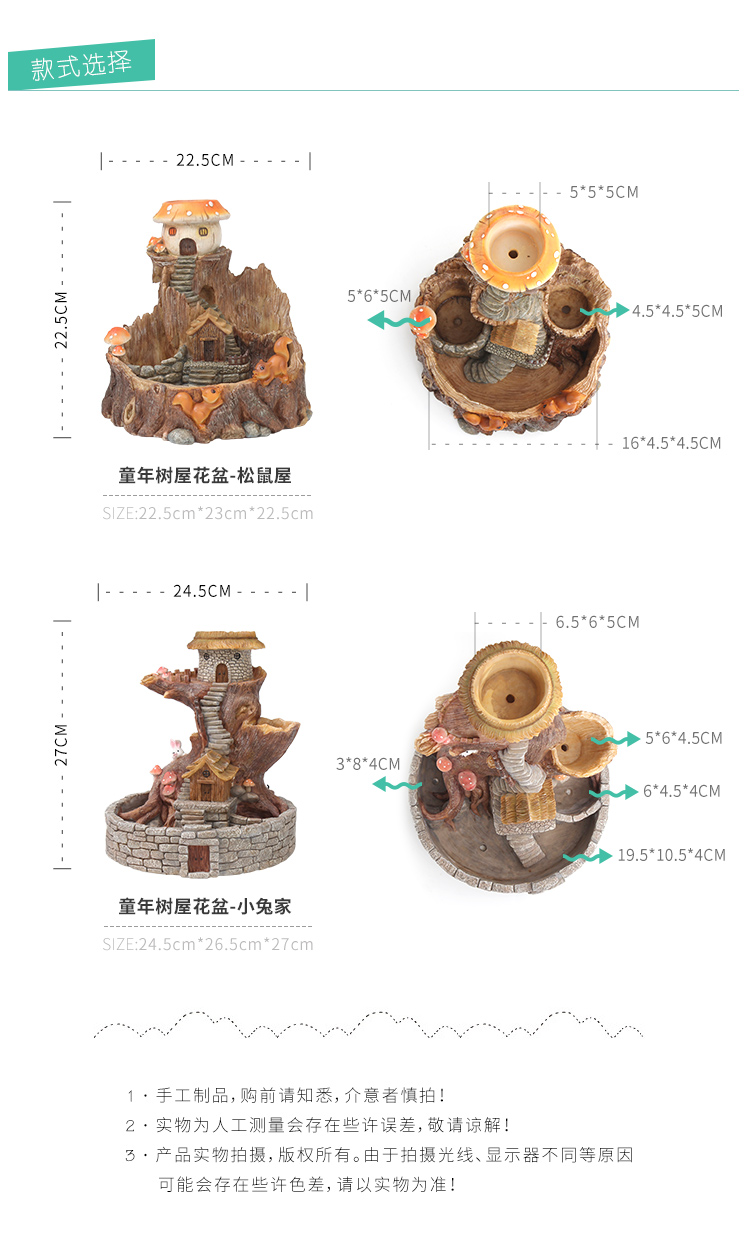 款式选择
22.5CM
5*5*5CM
22.5CM
5*6*5CM
4.5*4.5*5CM
16*4.5*4.5CM
童年树屋花盆-松鼠屋
SIZE:22.5cm*23cm*22.5cm
24.5CM
6.5*6*5CM
27CM
5*6*4.5CM
3*8*4CM
6*4.5*4CM
19.5*10.5*4CM
童年树屋花盆-小兔家
SIZE:24.5cm*26.5cm*27cm
1·手工制品,购前请知悉,介意者慎拍!
2·实物为人工测量会存在些许误差,敬请谅解!
3·产品实物拍摄,版权所有。由于拍摄光线、显示器不同等原因
可能会存在些许色差,请以实物为准!